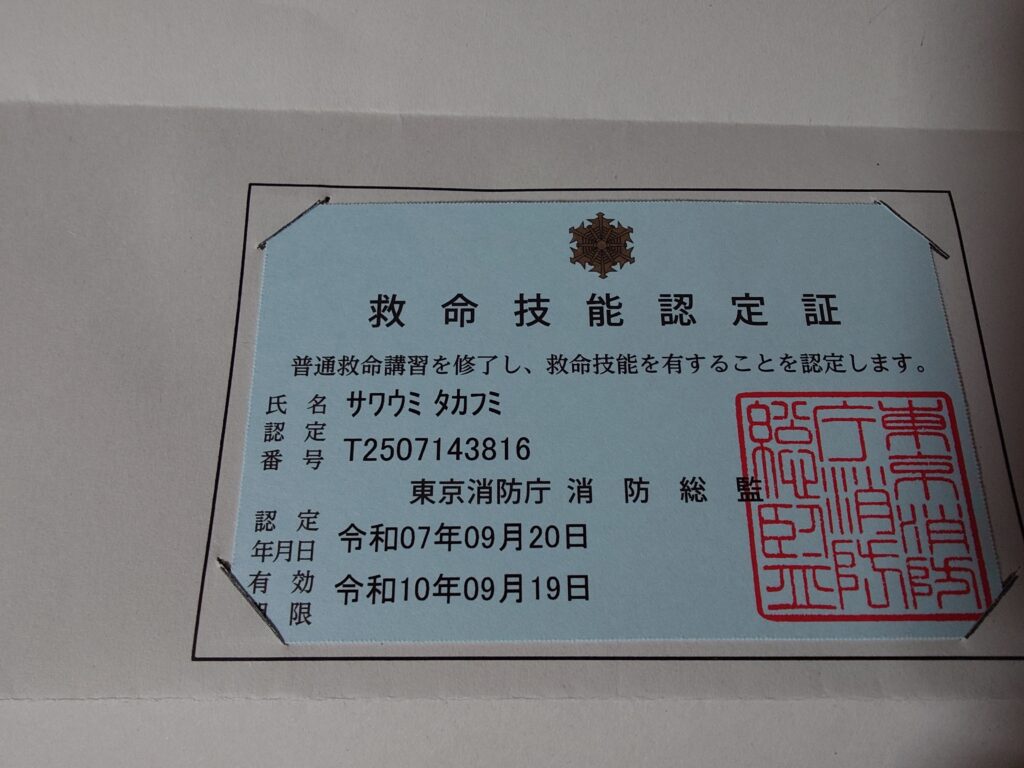 救命技能認定証
普通救命講習を修了し、救命技能を有することを認定します。
氏名 ｻﾜｳﾐ ﾀｶﾌﾐ
認定番号 T2507143816
東京消防庁 消防総監
認定年月日 令和07年09月20日
有効期限 令和10年09月19日
東京消防庁消防総監